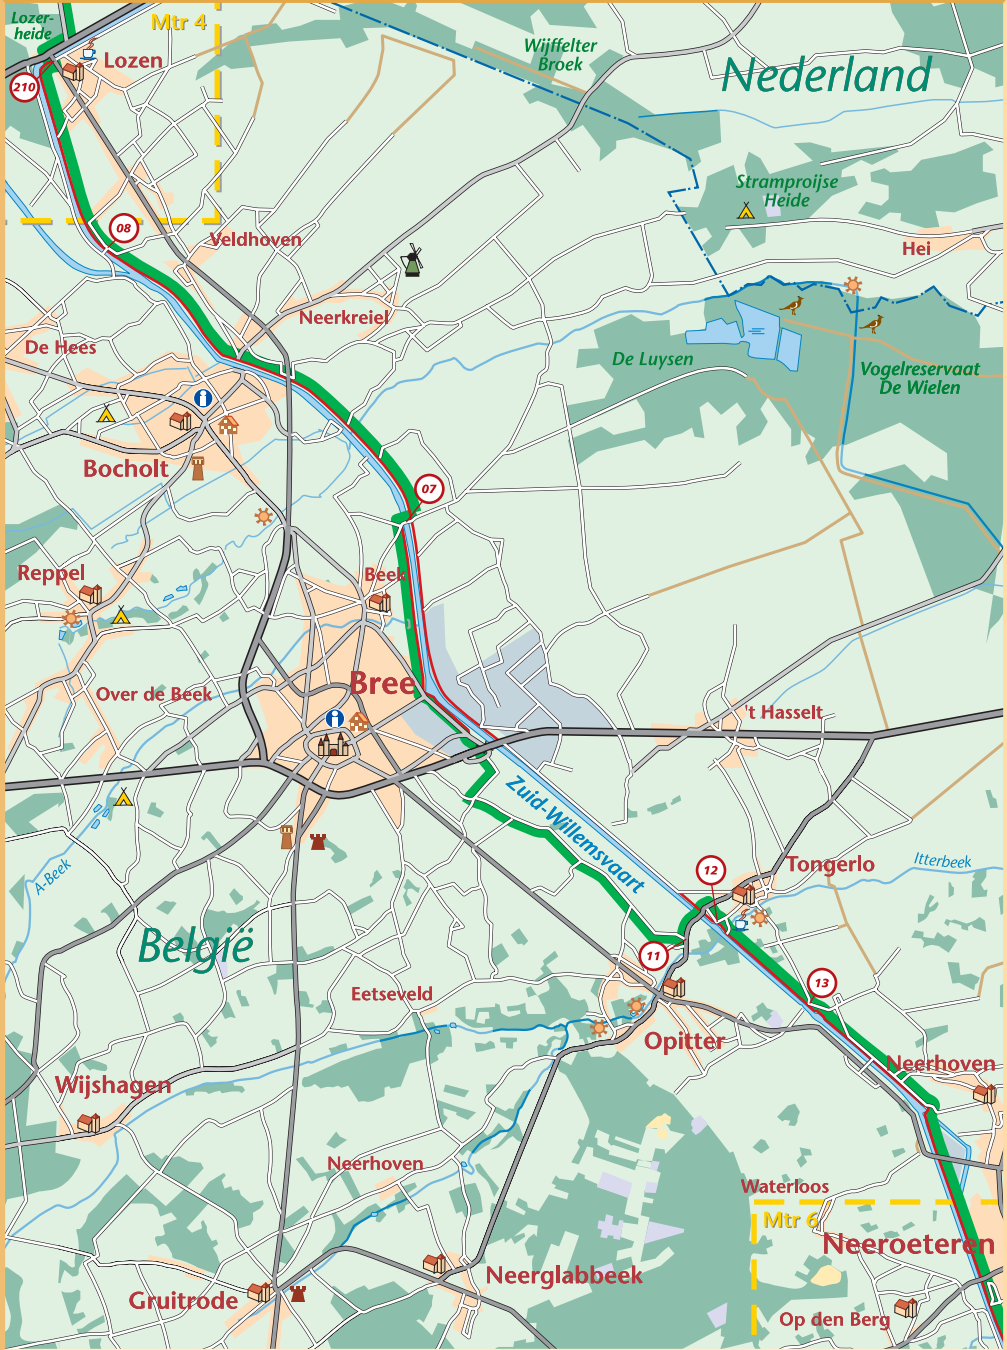 Lozer-
heide
Mtr 4
Lozen
210
Wijffelter
Broek
Nederland
Stramproijse
Heide
08
Veldhoven
Hei
Neerkreiel
De Hees
De Luysen
Vogelreservaat
De Wielen
Bocholt
07
Reppel
Beek
Bree
Over de Beek
't Hasselt
Zuid-Willemsvaart
A-Beek
12
Tongerlo
Itterbeek
België
11
13
Eetseveld
Opitter
Neerhoven
Wijshagen
Neerhoven
Waterloos
Mtr 6
Neeroeteren
Neerglabbeek
Gruitrode
Op den Berg